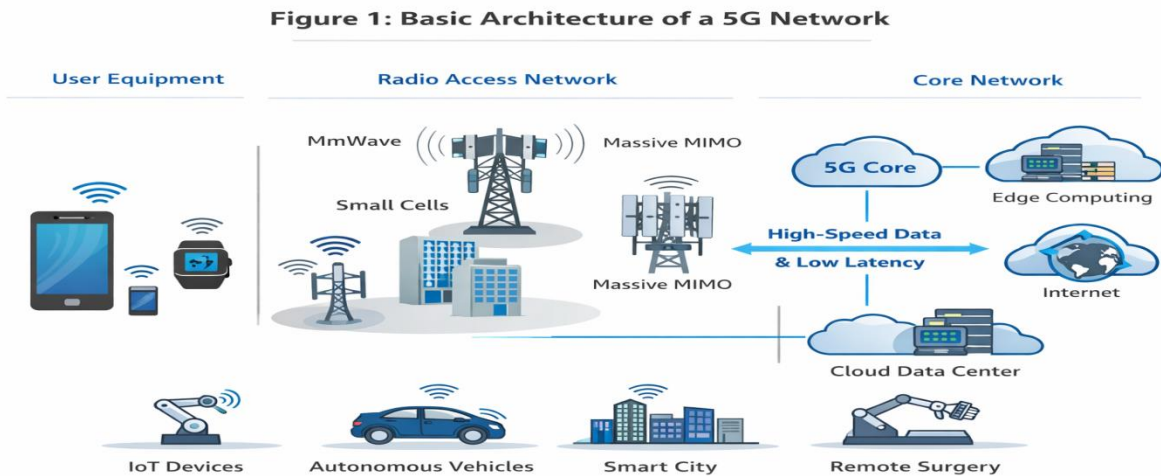 Figure 1: Basic Architecture of a 5G Network
User Equipment
Radio Access Network
Core Network
MmWave
Massive MIMO
Small Cells
Massive MIMO
5G Core
Edge Computing
High-Speed Data
& Low Latency
Internet
Cloud Data Center
IoT Devices
Autonomous Vehicles
Smart City
Remote Surgery